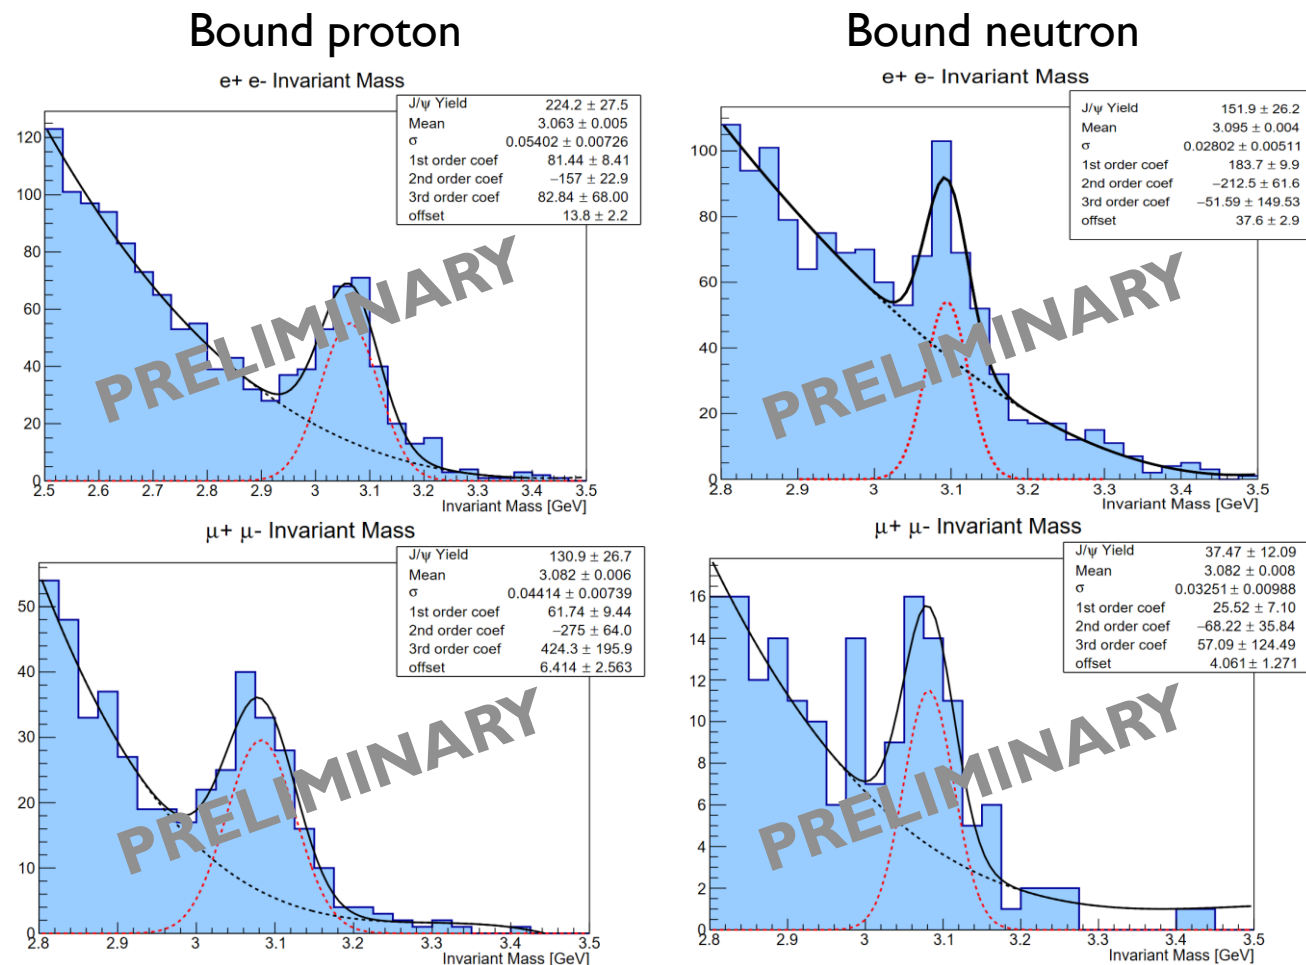 Bound proton
Bound neutron
e+ e- Invariant Mass
J/ψ Yield 224.2 ± 27.5
Mean 3.063 ± 0.005
σ 0.05402 ± 0.00726
1st order coef 81.44 ± 8.41
2nd order coef −157 ± 22.9
3rd order coef 82.84 ± 68.00
offset 13.8 ± 2.2
120
100
80
60
40
20
0
PRELIMINARY
2.5 2.6 2.7 2.8 2.9 3 3.1 3.2 3.3 3.4 3.5
Invariant Mass [GeV]
e+ e- Invariant Mass
J/ψ Yield 151.9 ± 26.2
Mean 3.095 ± 0.004
σ 0.02802 ± 0.00511
1st order coef 183.7 ± 9.9
2nd order coef −212.5 ± 61.6
3rd order coef −51.59 ± 149.53
offset 37.6 ± 2.9
100
80
60
40
20
0
PRELIMINARY
2.8 2.9 3 3.1 3.2 3.3 3.4 3.5
Invariant Mass [GeV]
μ+ μ- Invariant Mass
J/ψ Yield 130.9 ± 26.7
Mean 3.082 ± 0.006
σ 0.04414 ± 0.00739
1st order coef 61.74 ± 9.44
2nd order coef −275 ± 64.0
3rd order coef 424.3 ± 195.9
offset 6.414 ± 2.563
50
40
30
20
10
0
PRELIMINARY
2.8 2.9 3 3.1 3.2 3.3 3.4 3.5
Invariant Mass [GeV]
μ+ μ- Invariant Mass
J/ψ Yield 37.47 ± 12.09
Mean 3.082 ± 0.008
σ 0.03251 ± 0.00988
1st order coef 25.52 ± 7.10
2nd order coef −68.22 ± 35.84
3rd order coef 57.09 ± 124.49
offset 4.061 ± 1.271
16
14
12
10
8
6
4
2
0
PRELIMINARY
2.8 2.9 3 3.1 3.2 3.3 3.4 3.5
Invariant Mass [GeV]